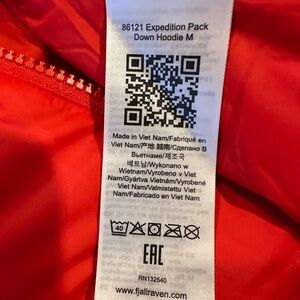 86121 Expedition Pack
Down Hoodie M
Made in Viet Nam/Fabriqué en
Viet Nam/产地 越南/Сделано В
Вьетнаме/제조국
베트남/Wykonano w
Wietnam/Vyrobeno v Viet
Nam/Gyártva Vietnám/Vyrobené
Viet Nam/Valmistettu Viet
Nam/Fabricado en Viet Nam
40
EAC
RN132540
www.fjallraven.com